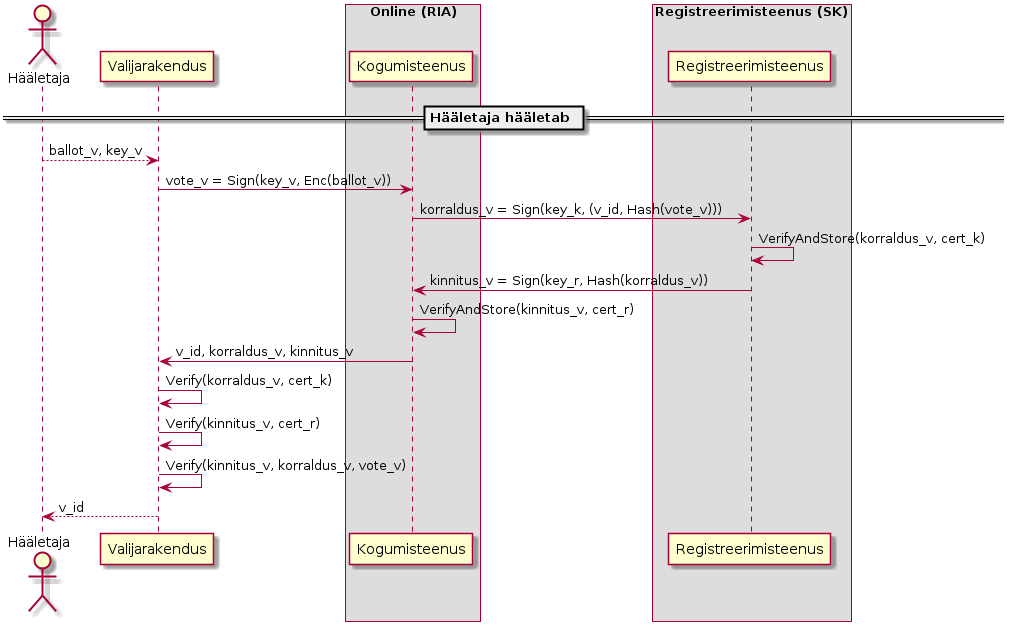 Online (RIA)
Registreerimisteenus (SK)
Hääletaja
Valijarakendus
Kogumisteenus
Registreerimisteenus
Hääletaja hääletab
ballot_v, key_v
vote_v = Sign(key_v, Enc(ballot_v))
korraldus_v = Sign(key_k, (v_id, Hash(vote_v)))
VerifyAndStore(korraldus_v, cert_k)
kinnitus_v = Sign(key_r, Hash(korraldus_v))
VerifyAndStore(kinnitus_v, cert_r)
v_id, korraldus_v, kinnitus_v
Verify(korraldus_v, cert_k)
Verify(kinnitus_v, cert_r)
Verify(kinnitus_v, korraldus_v, vote_v)
v_id
Hääletaja
Valijarakendus
Kogumisteenus
Registreerimisteenus